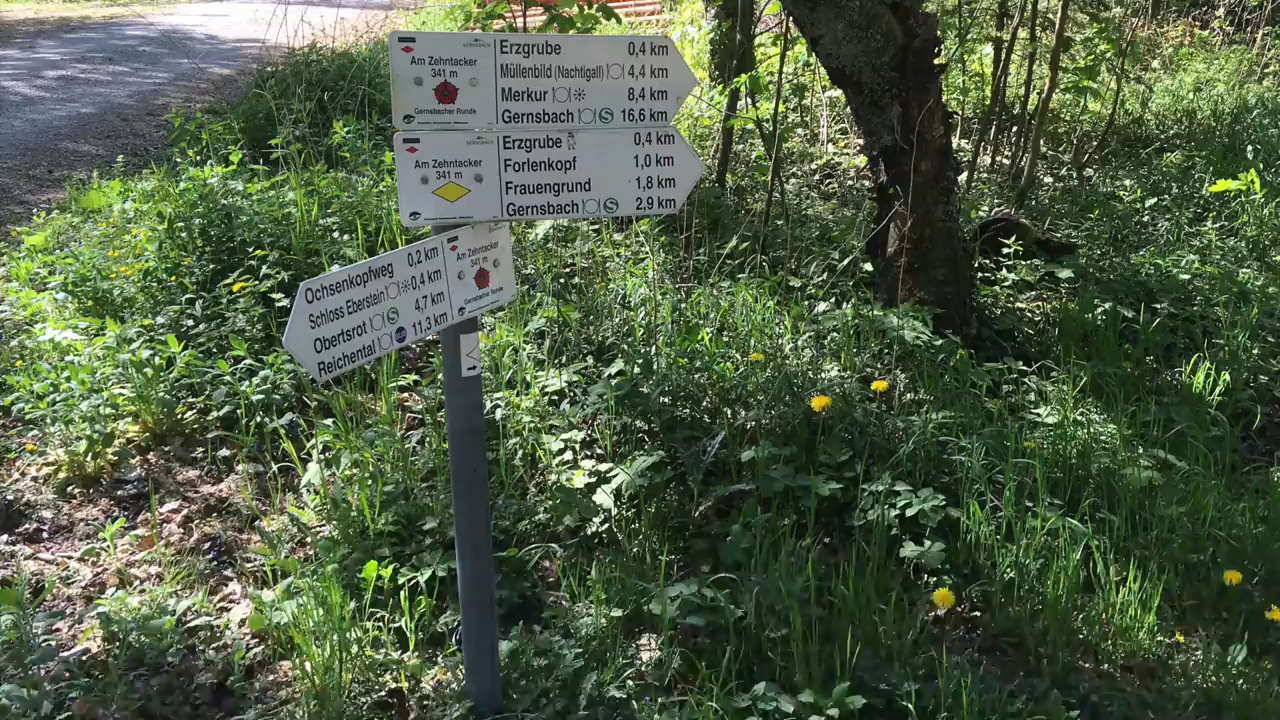 GERNSBACH
Am Zehntacker
341 m
Gernsbacher Runde
Erzgrube 0,4 km
Müllenbild (Nachtigall) 4,4 km
Merkur 8,4 km
Gernsbach S 16,6 km
GERNSBACH
Am Zehntacker
341 m
Erzgrube 0,4 km
Forlenkopf 1,0 km
Frauengrund 1,8 km
Gernsbach S 2,9 km
Ochsenkopfweg 0,2 km
Schloss Eberstein 0,4 km
Obertsrot S 4,7 km
Reichental 11,3 km
Am Zehntacker
341 m
Gernsbacher Runde